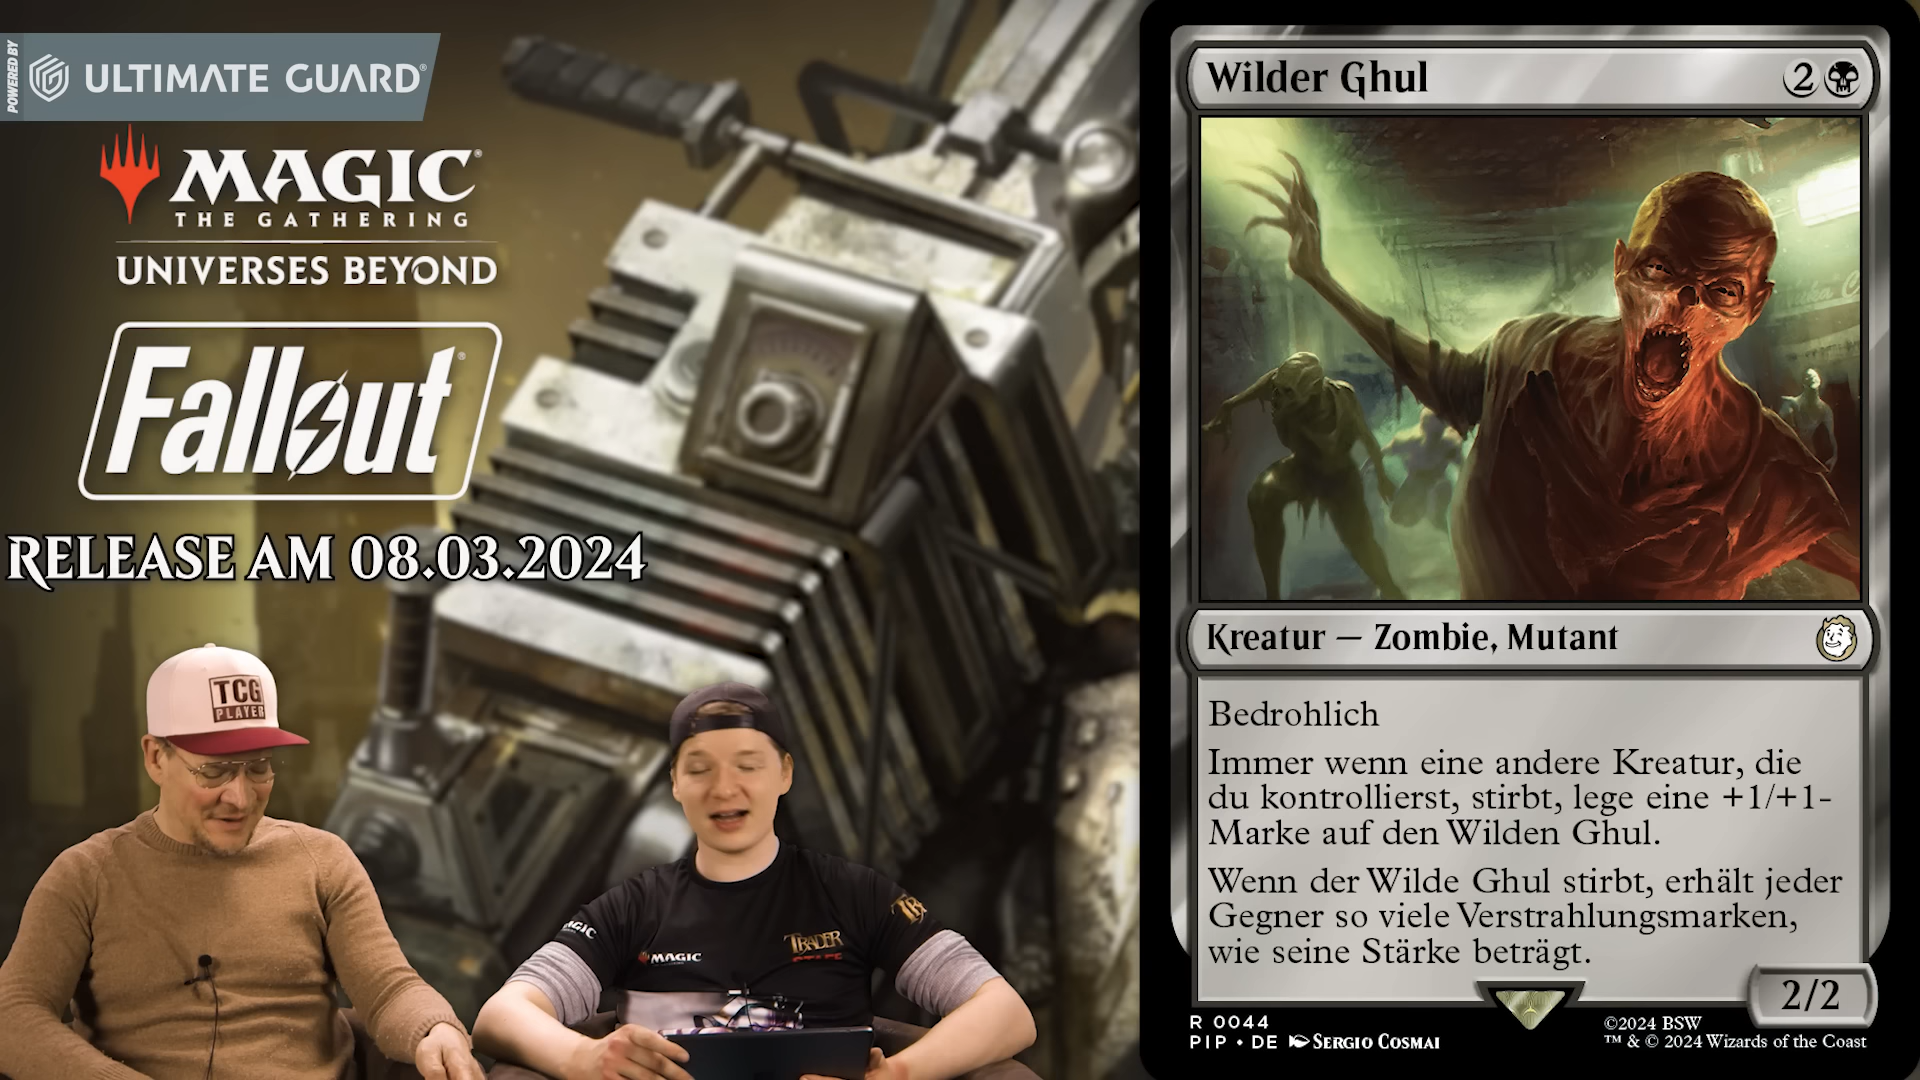 POWERED BY
ULTIMATE GUARD®
MAGIC®
THE GATHERING
UNIVERSES BEYOND
Fallout®
RELEASE AM 08.03.2024
TCG
PLAYER
MAGIC
MAGIC
TRADER
STAFF
TB
Wilder Ghul
2
Kreatur — Zombie, Mutant
Bedrohlich
Immer wenn eine andere Kreatur, die
du kontrollierst, stirbt, lege eine +1/+1-
Marke auf den Wilden Ghul.
Wenn der Wilde Ghul stirbt, erhält jeder
Gegner so viele Verstrahlungsmarken,
wie seine Stärke beträgt.
2/2
R 0044
PIP • DE Sergio Cosmai
©2024 BSW
™ & © 2024 Wizards of the Coast